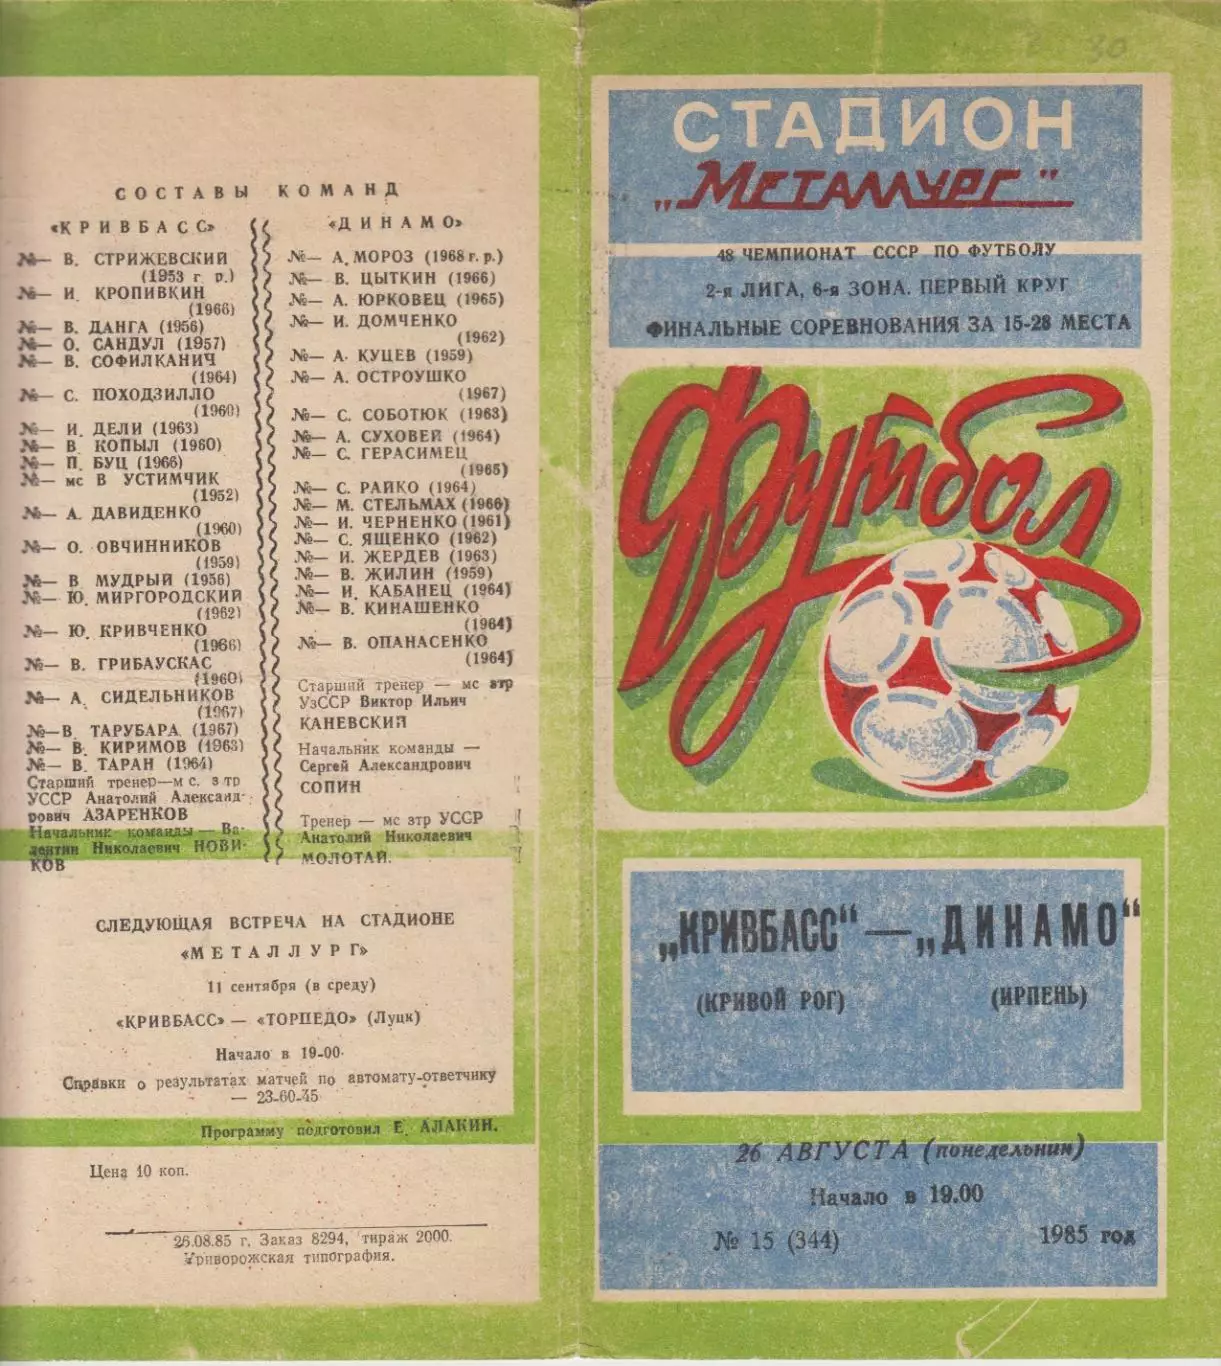 СОСТАВЫ КОМАНД
«КРИВБАСС»
№— В. СТРИЖЕВСКИЙ
(1953 г. р.)
№— И. КРОПИВКИН
(1966)
№— В. ДАНГА (1956)
№— О. САНДУЛ (1957)
№— В. СОФИЛКАНИЧ
(1964)
№— С. ПОХОДЗИЛЛО
(1960)
№— И. ДЕЛИ (1963)
№— В. КОПЫЛ (1960)
№— П. БУЦ (1966)
№— мс В УСТИМЧИК
(1952)
№— А. ДАВИДЕНКО
(1960)
№— О. ОВЧИННИКОВ
(1959)
№— В. МУДРЫЙ (1956)
№— Ю. МИРГОРОДСКИЙ
(1962)
№— Ю. КРИВЧЕНКО
(1966)
№— В. ГРИБАУСКАС
(1960)
№— А. СИДЕЛЬНИКОВ
(1967)
№—В. ТАРУБАРА (1967)
№— В. КИРИМОВ (1963)
№— В. ТАРАН (1964)
Старший тренер—м с. з тр
УССР Анатолий Александ-
рович АЗАРЕНКОВ
Начальник команды — Ва-
лентин Николаевич НОВИ-
КОВ
«ДИНАМО»
№— А. МОРОЗ (1968 г. р.)
№— В. ЦЫТКИН (1966)
№— А. ЮРКОВЕЦ (1965)
№— И. ДОМЧЕНКО
(1962)
№— А. КУЦЕВ (1959)
№— А. ОСТРОУШКО
(1967)
№— С. СОБОТЮК (1963)
№— А. СУХОВЕЙ (1964)
№— С. ГЕРАСИМЕЦ
(1965)
№— С. РАЙКО (1964)
№— М. СТЕЛЬМАХ (1966)
№— И. ЧЕРНЕНКО (1961)
№— С. ЯЩЕНКО (1962)
№— И. ЖЕРДЕВ (1963)
№— В. ЖИЛИН (1959)
№— И. КАБАНЕЦ (1964)
№— В. КИНАШЕНКО
(1964)
№— В. ОПАНАСЕНКО
(1964)
Старший тренер — мс зтр
УзССР Виктор Ильич
КАНЕВСКИЙ
Начальник команды —
Сергей Александрович
СОПИН
Тренер — мс зтр УССР
Анатолий Николаевич
МОЛОТАЙ.
СЛЕДУЮЩАЯ ВСТРЕЧА НА СТАДИОНЕ
«МЕТАЛЛУРГ»
11 сентября (в среду)
«КРИВБАСС» — «ТОРПЕДО» (Луцк)
Начало в 19-00
Справки о результатах матчей по автомату-ответчику
— 23-60-45
Программу подготовил Е. АЛАКИН.
Цена 10 коп.
26.08.85 г. Заказ 8294, тираж 2000.
Криворожская типография.
30
СТАДИОН
„МЕТАЛЛУРГ"
48 ЧЕМПИОНАТ СССР ПО ФУТБОЛУ
2-я ЛИГА, 6-я ЗОНА. ПЕРВЫЙ КРУГ
ФИНАЛЬНЫЕ СОРЕВНОВАНИЯ ЗА 15-28 МЕСТА
Футбол
„КРИВБАСС“—„ДИНАМО“
(КРИВОЙ РОГ) (ИРПЕНЬ)
26 АВГУСТА (понедельник)
Начало в 19.00
№ 15 (344) 1985 год